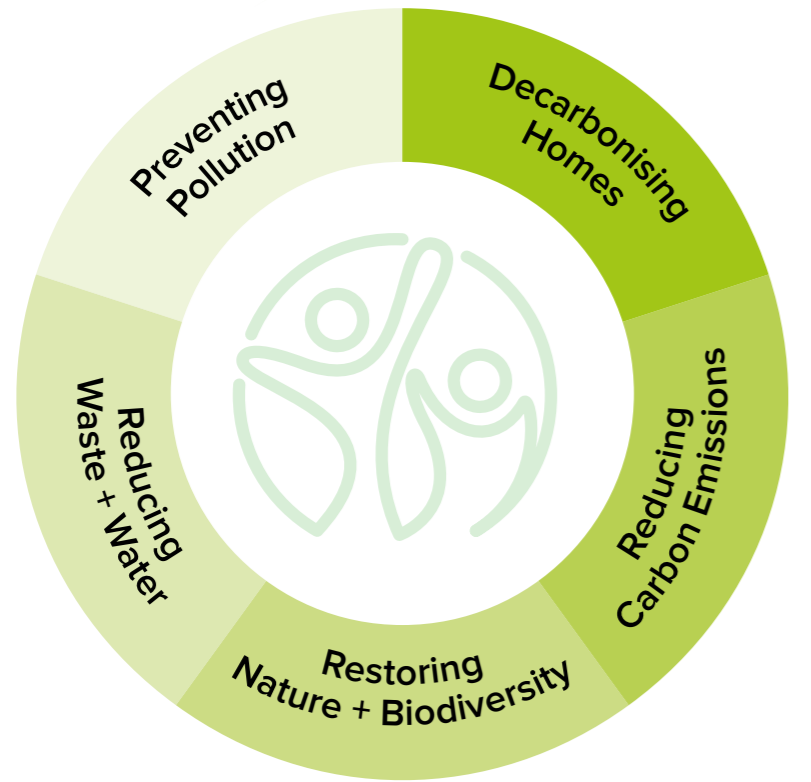 Decarbonising
Homes
Reducing
Carbon Emissions
Restoring
Nature + Biodiversity
Reducing
Waste + Water
Preventing
Pollution